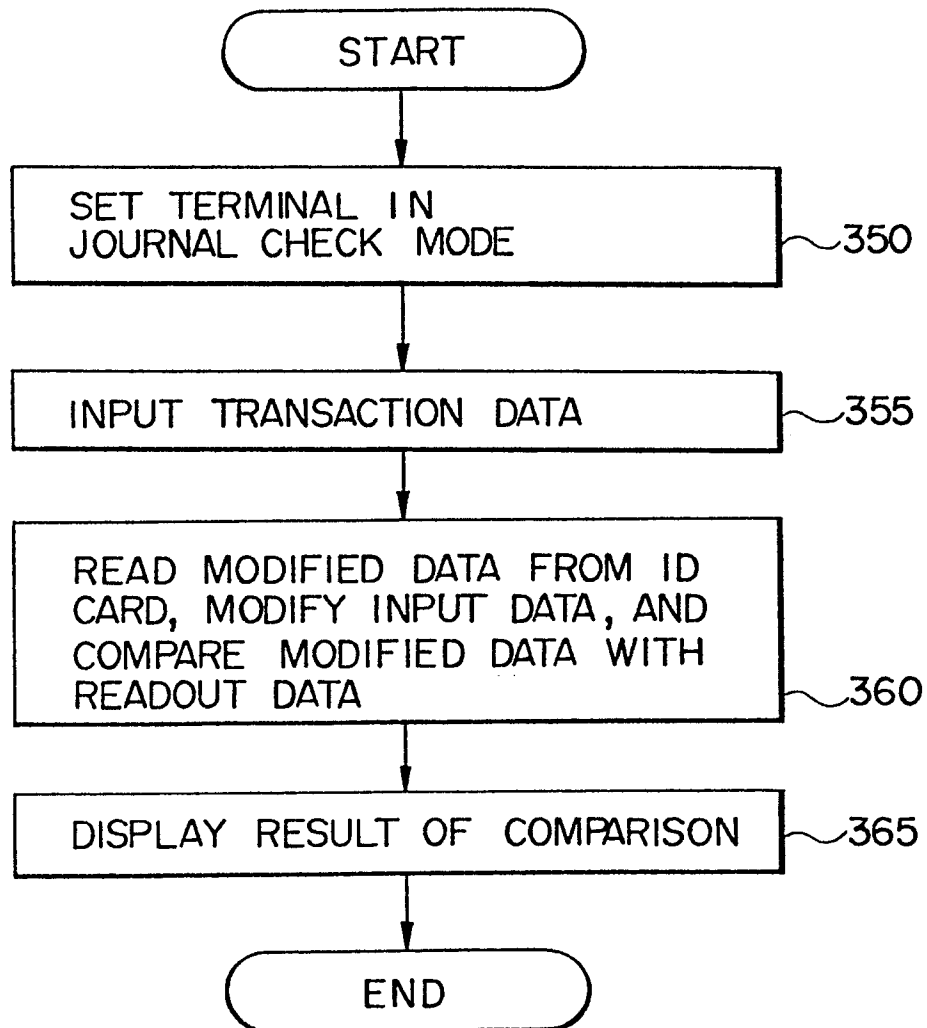 START
SET TERMINAL IN
JOURNAL CHECK MODE
350
INPUT TRANSACTION DATA
355
READ MODIFIED DATA FROM ID
CARD, MODIFY INPUT DATA, AND
COMPARE MODIFIED DATA WITH
READOUT DATA
360
DISPLAY RESULT OF COMPARISON
365
END